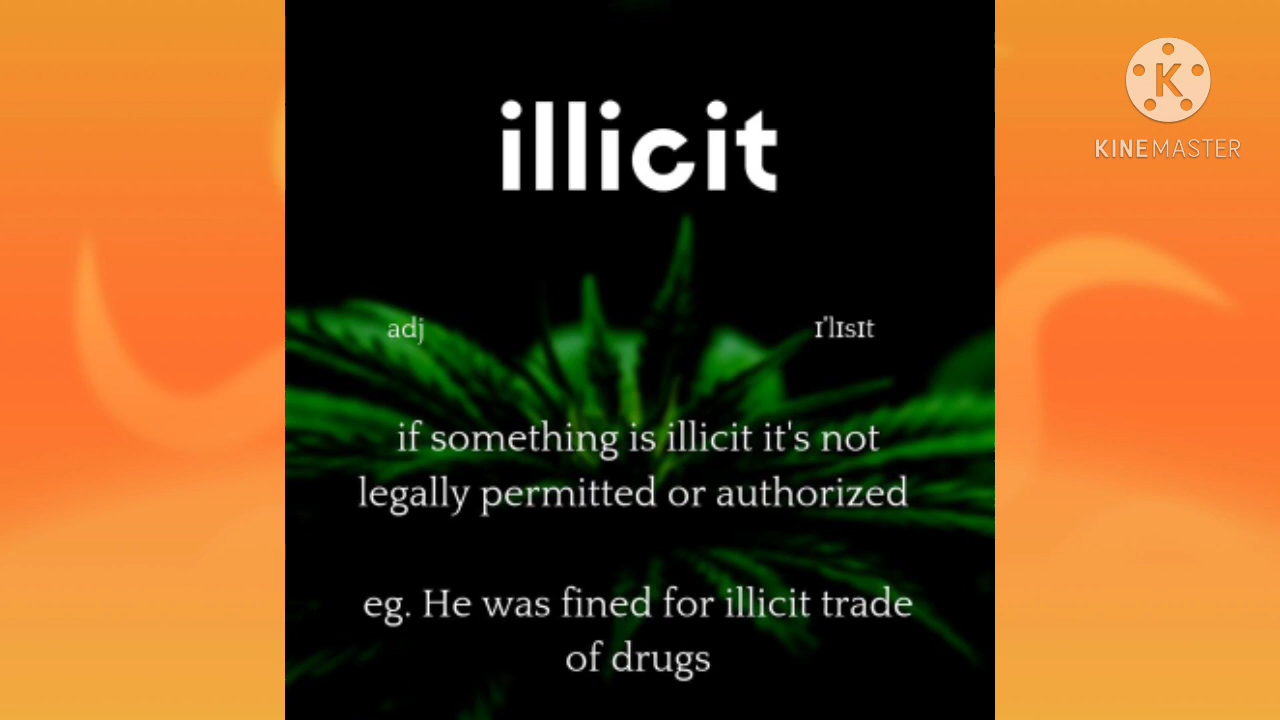 illicit
adj
ɪˈlɪsɪt
if something is illicit it's not
legally permitted or authorized
eg. He was fined for illicit trade
of drugs
K
KINEMASTER